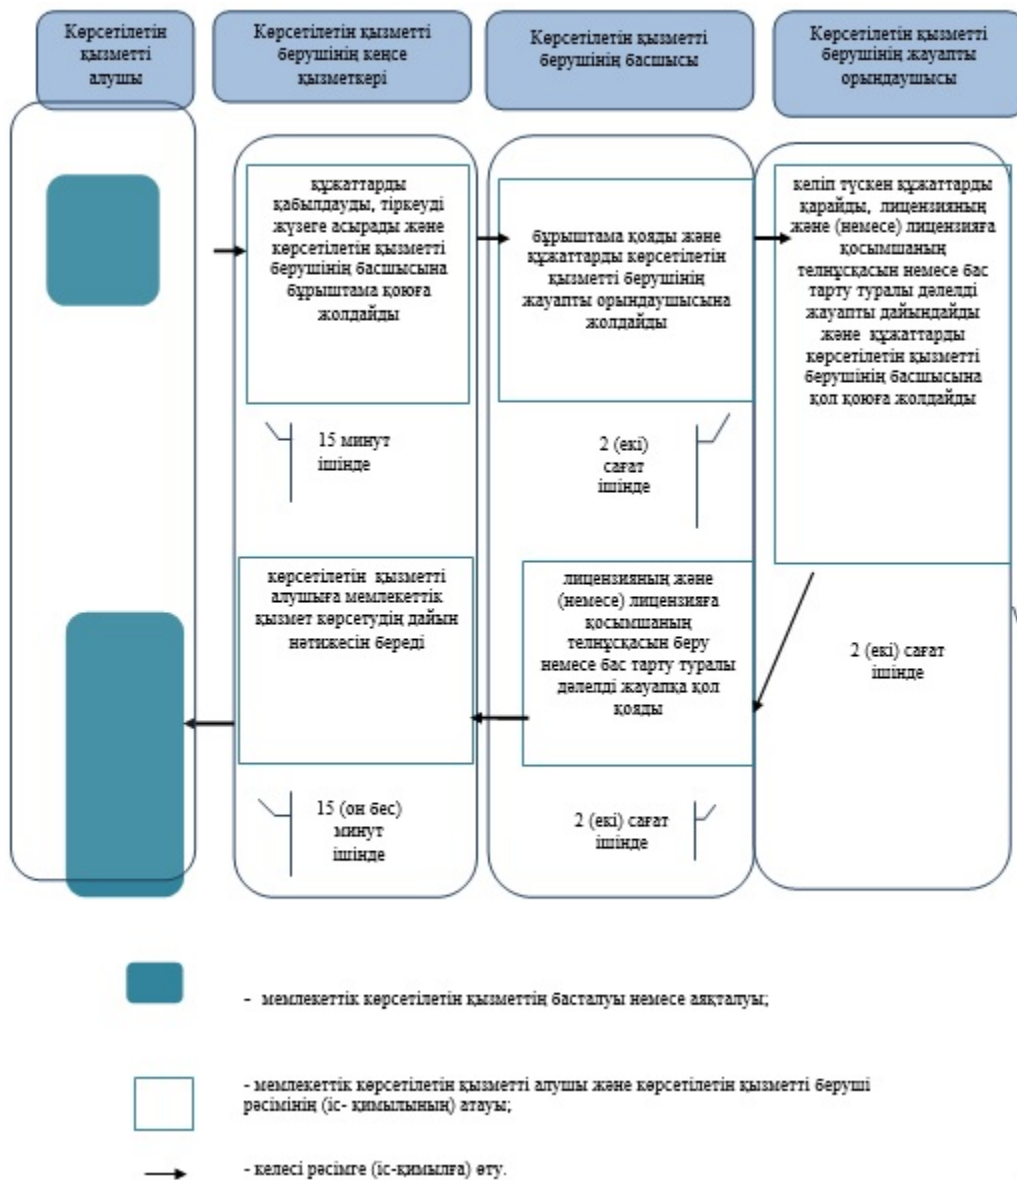 Көрсетілетін
қызметті
алушы
Көрсетілетін қызметті
берушінің кеңсе
қызметкері
Көрсетілетін қызметті
берушінің басшысы
Көрсетілетін қызметті
берушінің жауапты
орындаушысы
құжаттарды
қабылдауды, тіркеуді
жүзеге асырады және
көрсетілетін қызметті
берушінің басшысына
бұрыштама қоюға
жолдайды
бұрыштама қояды және
құжаттарды көрсетілетін
қызметті берушінің
жауапты орындаушысына
жолдайды
келіп түскен құжаттарды
қарайды, лицензияның
және (немесе) лицензияға
қосымшаның
телнұсқасын немесе бас
тарту туралы дәлелді
жауапты дайындайды
және құжаттарды
көрсетілетін қызметті
берушінің басшысына
қол қоюға жолдайды
15 минут
ішінде
2 (екі)
сағат
ішінде
көрсетілетін қызметті
алушыға мемлекеттік
қызмет көрсетудің дайын
нәтижесін береді
лицензияның және
(немесе) лицензияға
қосымшаның
телнұсқасын беру
немесе бас тарту туралы
дәлелді жауапқа қол
қояды
2 (екі) сағат
ішінде
15 (он бес)
минут
ішінде
2 (екі) сағат
ішінде
- мемлекеттік көрсетілетін қызметтің басталуы немесе аяқталуы;
- мемлекеттік көрсетілетін қызметті алушы және көрсетілетін қызметті беруші
рәсімінің (іс- қимылының) атауы;
- келесі рәсімге (іс-қимылға) өту.